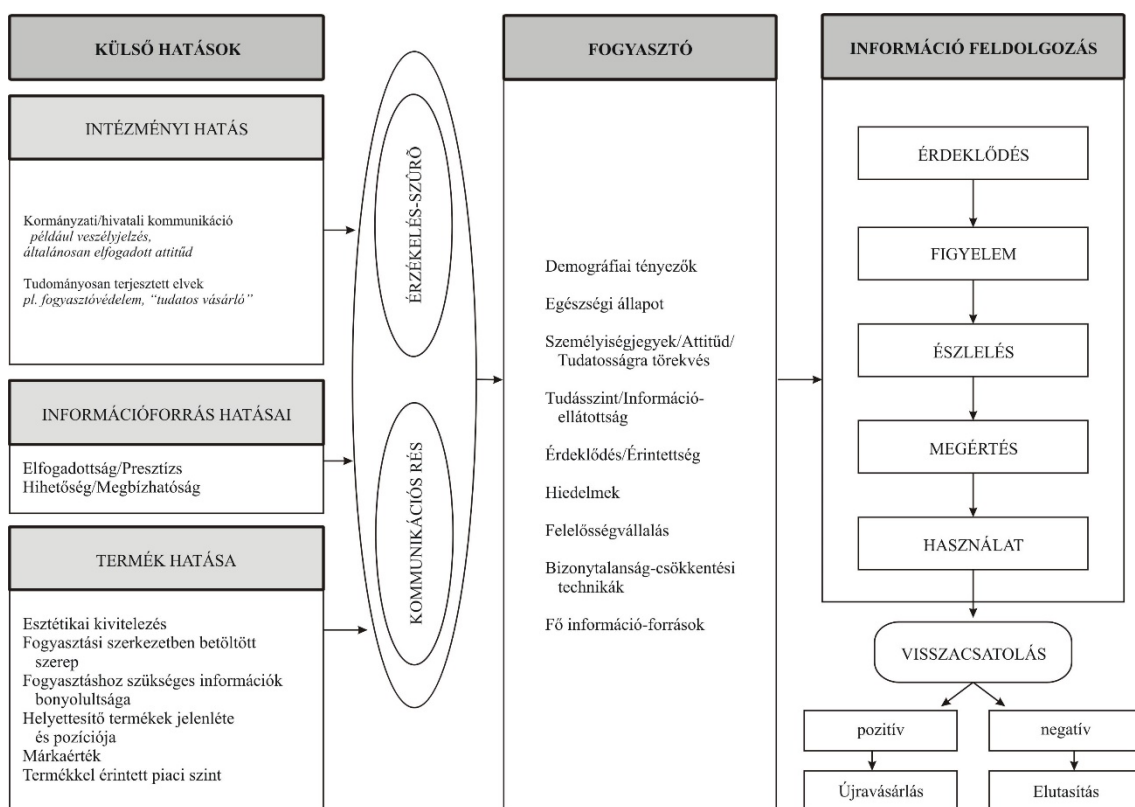 KÜLSŐ HATÁSOK
INTÉZMÉNYI HATÁS
Kormányzati/hivatali kommunikáció
például veszélyjelzés,
általánosan elfogadott attitűd
Tudományosan terjesztett elvek
pl. fogyasztóvédelem, “tudatos vásárló”
INFORMÁCIÓFORRÁS HATÁSAI
Elfogadottság/Presztízs
Hihetőség/Megbízhatóság
TERMÉK HATÁSA
Esztétikai kivitelezés
Fogyasztási szerkezetben betöltött
szerep
Fogyasztáshoz szükséges információk
bonyolultsága
Helyettesítő termékek jelenléte
és pozíciója
Márkaérték
Termékkel érintett piaci szint
ÉRZÉKELÉS-SZŰRÕ
KOMMUNIKÁCIÓS RÉS
FOGYASZTÓ
Demográfiai tényezők
Egészségi állapot
Személyiségjegyek/Attitűd/
Tudatosságra törekvés
Tudásszint/Információ-
ellátottság
Érdeklődés/Érintettség
Hiedelmek
Felelősségvállalás
Bizonytalanság-csökkentési
technikák
Fő információ-források
INFORMÁCIÓ FELDOLGOZÁS
ÉRDEKLŐDÉS
FIGYELEM
ÉSZLELÉS
MEGÉRTÉS
HASZNÁLAT
VISSZACSATOLÁS
pozitív
negatív
Újravásárlás
Elutasítás